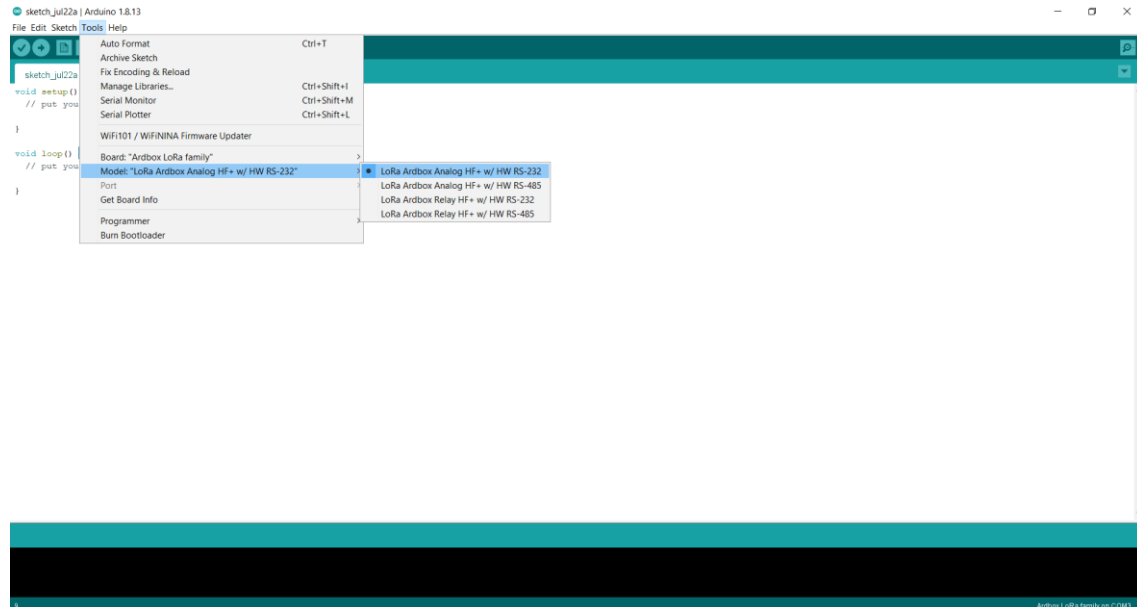 sketch_jul22a | Arduino 1.8.13
File Edit Sketch Tools Help
sketch_jul22a
void setup()
// put you
}
void loop()
// put you
}
Auto Format Ctrl+T
Archive Sketch
Fix Encoding & Reload
Manage Libraries... Ctrl+Shift+I
Serial Monitor Ctrl+Shift+M
Serial Plotter Ctrl+Shift+L
WiFi101 / WiFiNINA Firmware Updater
Board: "Ardbox LoRa family"
Model: "LoRa Ardbox Analog HF+ w/ HW RS-232"
Port
Get Board Info
Programmer
Burn Bootloader
LoRa Ardbox Analog HF+ w/ HW RS-232
LoRa Ardbox Analog HF+ w/ HW RS-485
LoRa Ardbox Relay HF+ w/ HW RS-232
LoRa Ardbox Relay HF+ w/ HW RS-485
9 Ardbox LoRa family on COM3